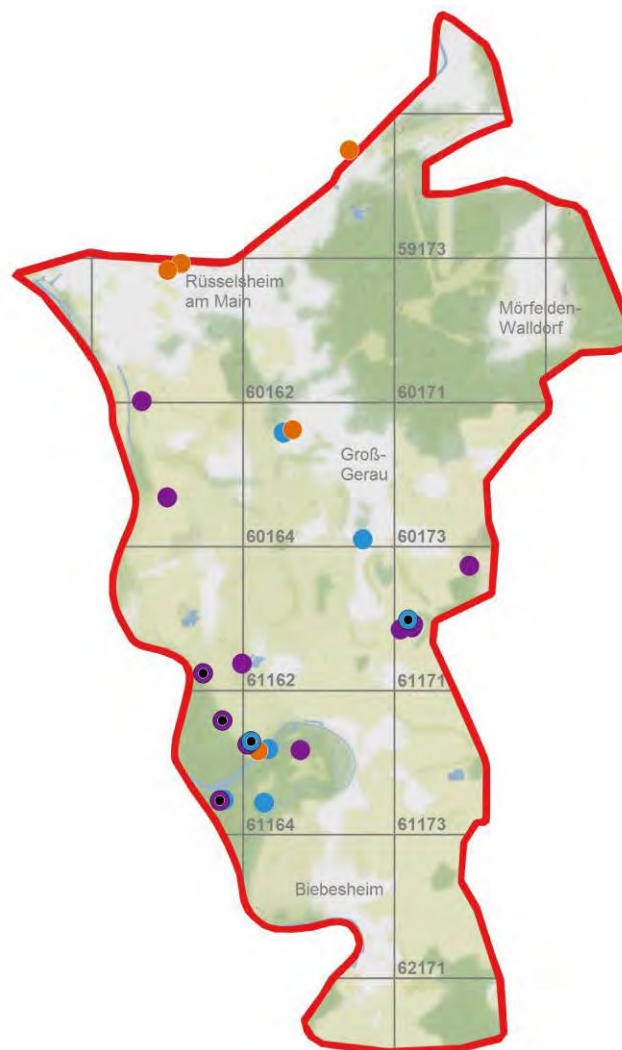 59173
Rüsselsheim
am Main
Mörfelden-
Walldorf
60162
60171
Groß-
Gerau
60164
60173
61162
61171
61164
61173
Biebesheim
62171